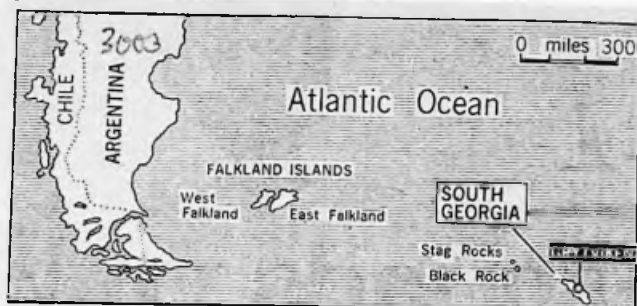 3003
0 miles 300
CHILE
ARGENTINA
Atlantic Ocean
FALKLAND ISLANDS
West
Falkland
East Falkland
SOUTH
GEORGIA
Stag Rocks
Black Rock